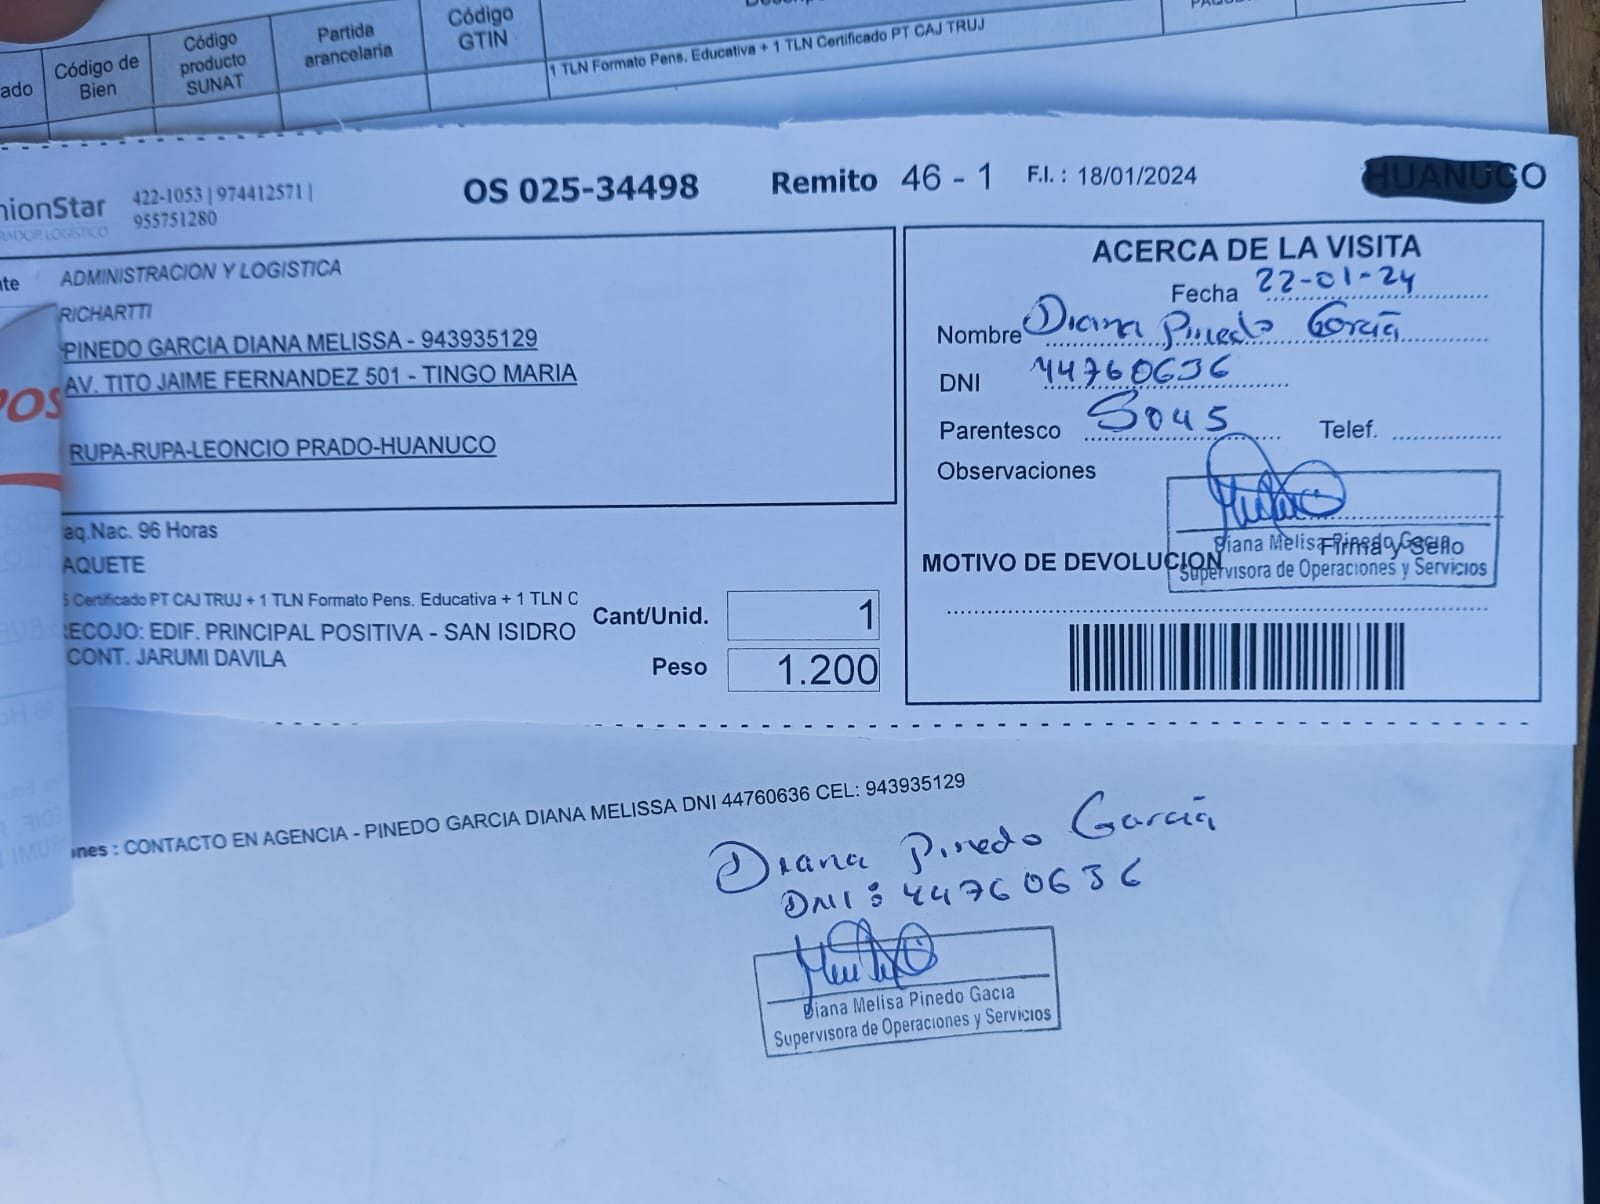 ado
Código de Bien
Código producto SUNAT
Partida arancelaria
Código GTIN
1 TLN Formato Pens. Educativa + 1 TLN Certificado PT CAJ TRUJ
nionStar
422-1053 | 974412571 |
955751280
OS 025-34498
Remito 46 - 1
F.I. : 18/01/2024
HUANUCO
nte
ADMINISTRACION Y LOGISTICA
RICHARTTI
PINEDO GARCIA DIANA MELISSA - 943935129
AV. TITO JAIME FERNANDEZ 501 - TINGO MARIA
RUPA-RUPA-LEONCIO PRADO-HUANUCO
aq.Nac. 96 Horas
AQUETE
Certificado PT CAJ TRUJ + 1 TLN Formato Pens. Educativa + 1 TLN C
ECOJO: EDIF. PRINCIPAL POSITIVA - SAN ISIDRO
CONT. JARUMI DAVILA
Cant/Unid. 1
Peso 1.200
ACERCA DE LA VISITA
Fecha 22-01-24
Nombre Diana Pinedo García
DNI 44760636
Parentesco
Telef.
Observaciones
Firma y Sello
Diana Melisa Pinedo Gacia
Supervisora de Operaciones y Servicios
MOTIVO DE DEVOLUCION
ones : CONTACTO EN AGENCIA - PINEDO GARCIA DIANA MELISSA DNI 44760636 CEL: 943935129
Diana Pinedo García
DNI: 44760636
Diana Melisa Pinedo Gacia
Supervisora de Operaciones y Servicios